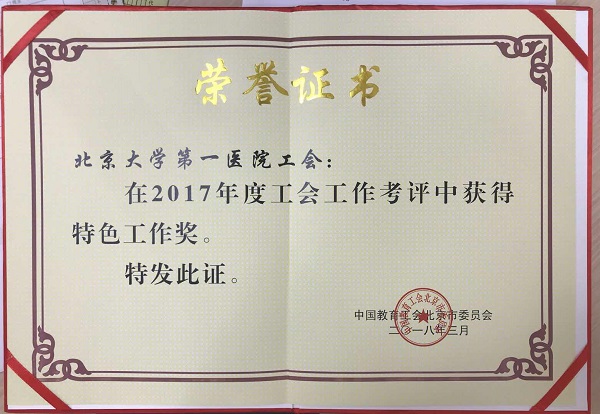 荣誉证书
北京大学第一医院工会：
在2017年度工会工作考评中获得
特色工作奖。
特发此证。
中国教育工会北京市委员会
二〇一八年三月